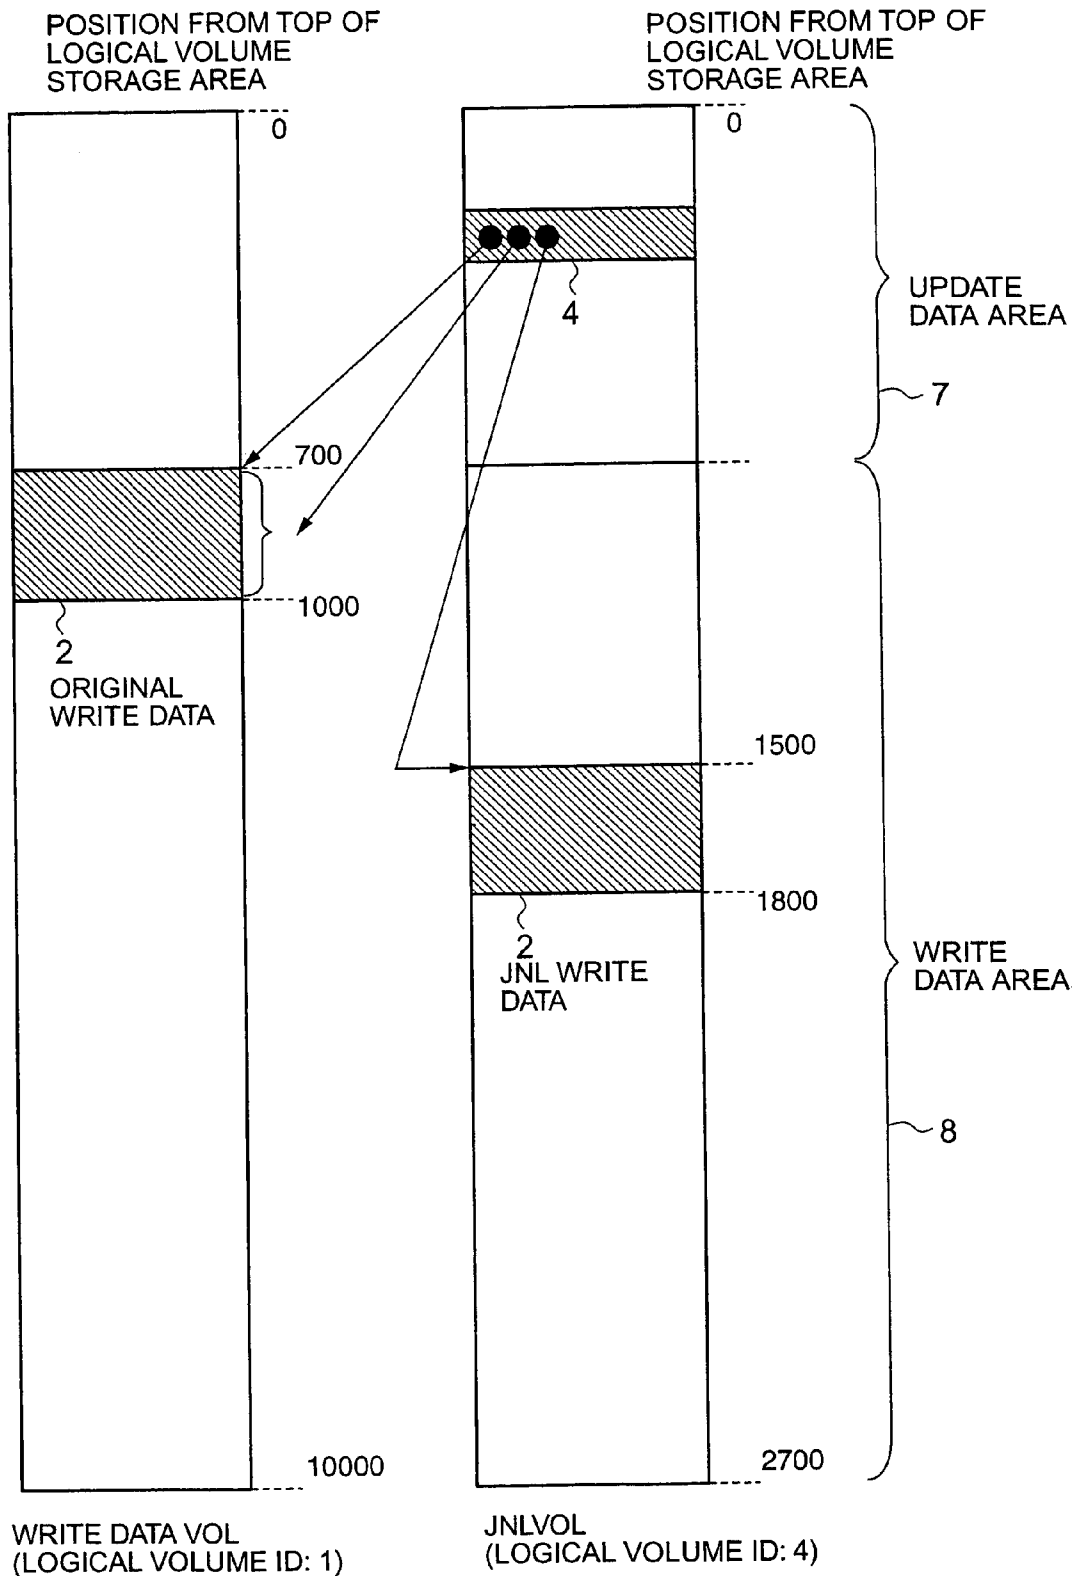 POSITION FROM TOP OF
LOGICAL VOLUME
STORAGE AREA
POSITION FROM TOP OF
LOGICAL VOLUME
STORAGE AREA
0
0
4
UPDATE
DATA AREA
7
700
1000
2
ORIGINAL
WRITE DATA
1500
1800
2
JNL WRITE
DATA
WRITE
DATA AREA
8
10000
2700
WRITE DATA VOL
(LOGICAL VOLUME ID: 1)
JNLVOL
(LOGICAL VOLUME ID: 4)